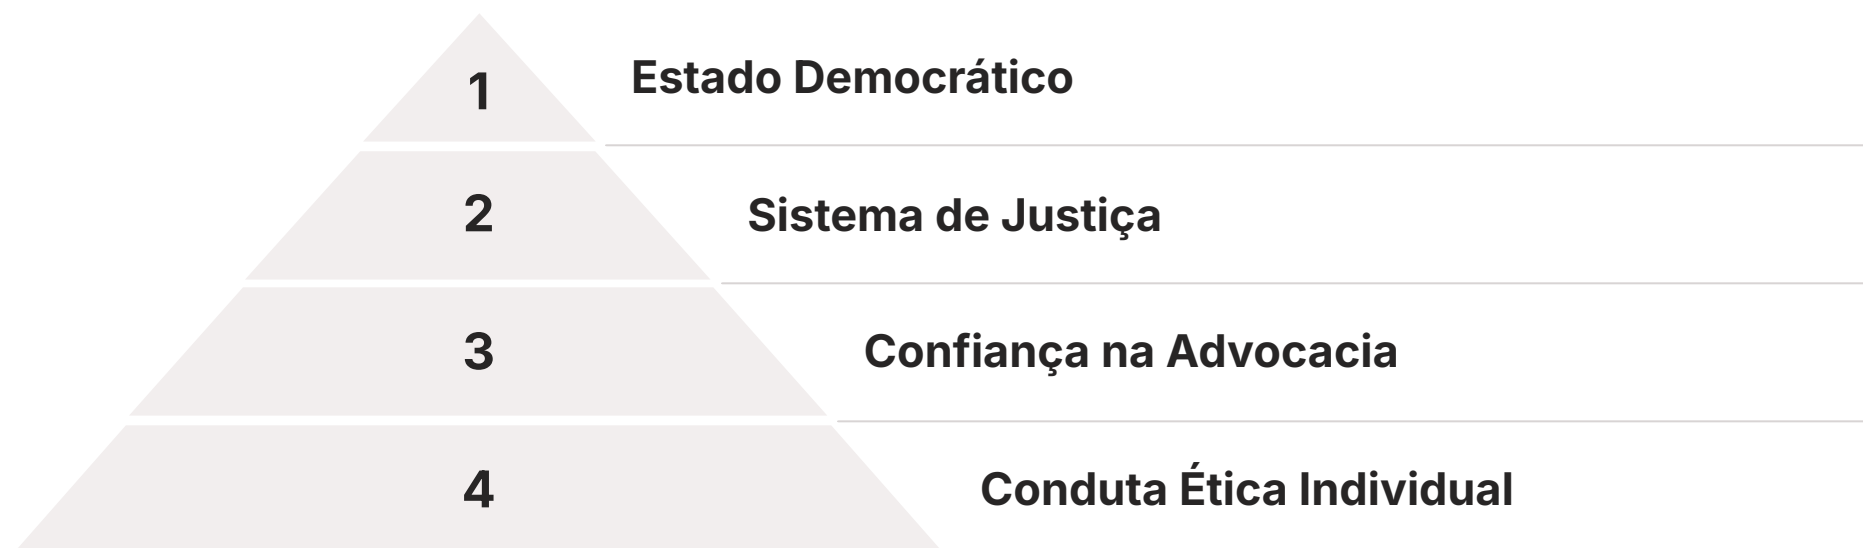 1
Estado Democrático
2
Sistema de Justiça
3
Confiança na Advocacia
4
Conduta Ética Individual